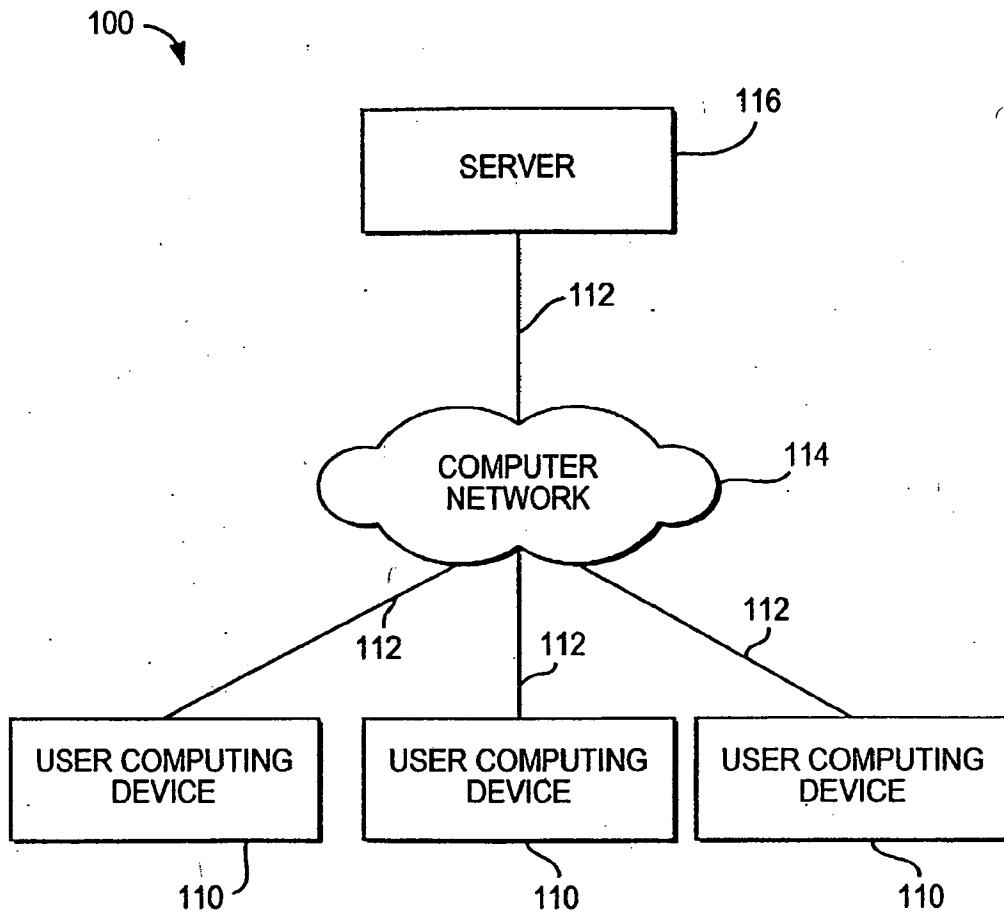 100
116
SERVER
112
COMPUTER
NETWORK
114
112
112
112
USER COMPUTING
DEVICE
USER COMPUTING
DEVICE
USER COMPUTING
DEVICE
110
110
110